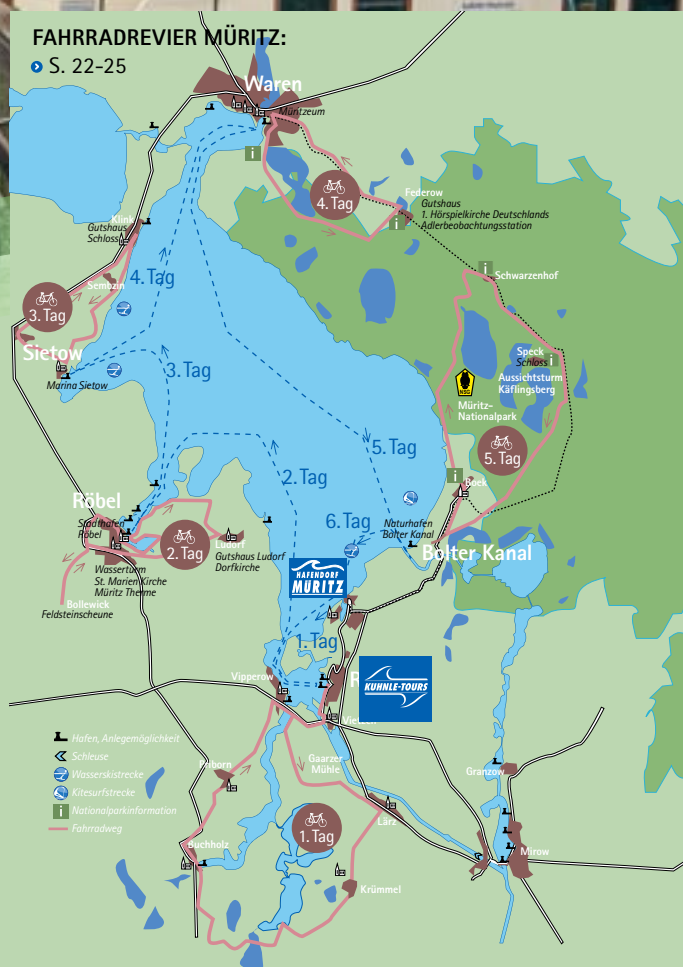 FAHRRADREVIER MÜRITZ:
S. 22-25
Waren
Müritzeum
i
4. Tag
Federow
Gutshaus
1. Hörspielkirche Deutschlands
Adlerbeobachtungsstation
i
Klink
Gutshaus
Schloss
Sembzin
4. Tag
3. Tag
Sietow
Marina Sietow
3. Tag
i
Schwarzenhof
Speck
Schloss
i
Aussichtsturm
Käflingsberg
NSG
Müritz-
Nationalpark
5. Tag
5. Tag
2. Tag
i
Boek
6. Tag
Naturhafen
Bolter Kanal
Bolter Kanal
Röbel
Stadthafen
Röbel
2. Tag
Ludorf
Gutshaus Ludorf
Dorfkirche
Wasserturm
St. Marien Kirche
Müritz Therme
Bollewick
Feldsteinscheune
HAFENDORF
MÜRITZ
1. Tag
R
KUHNLE-TOURS
Vipperow
Vietzen
Hafen, Anlegemöglichkeit
Schleuse
Wasserskistrecke
Kitesurfstrecke
i Nationalparkinformation
Fahrradweg
Priborn
Gaarzer
Mühle
Lärz
Granzow
Mirow
1. Tag
Buchholz
Krümmel